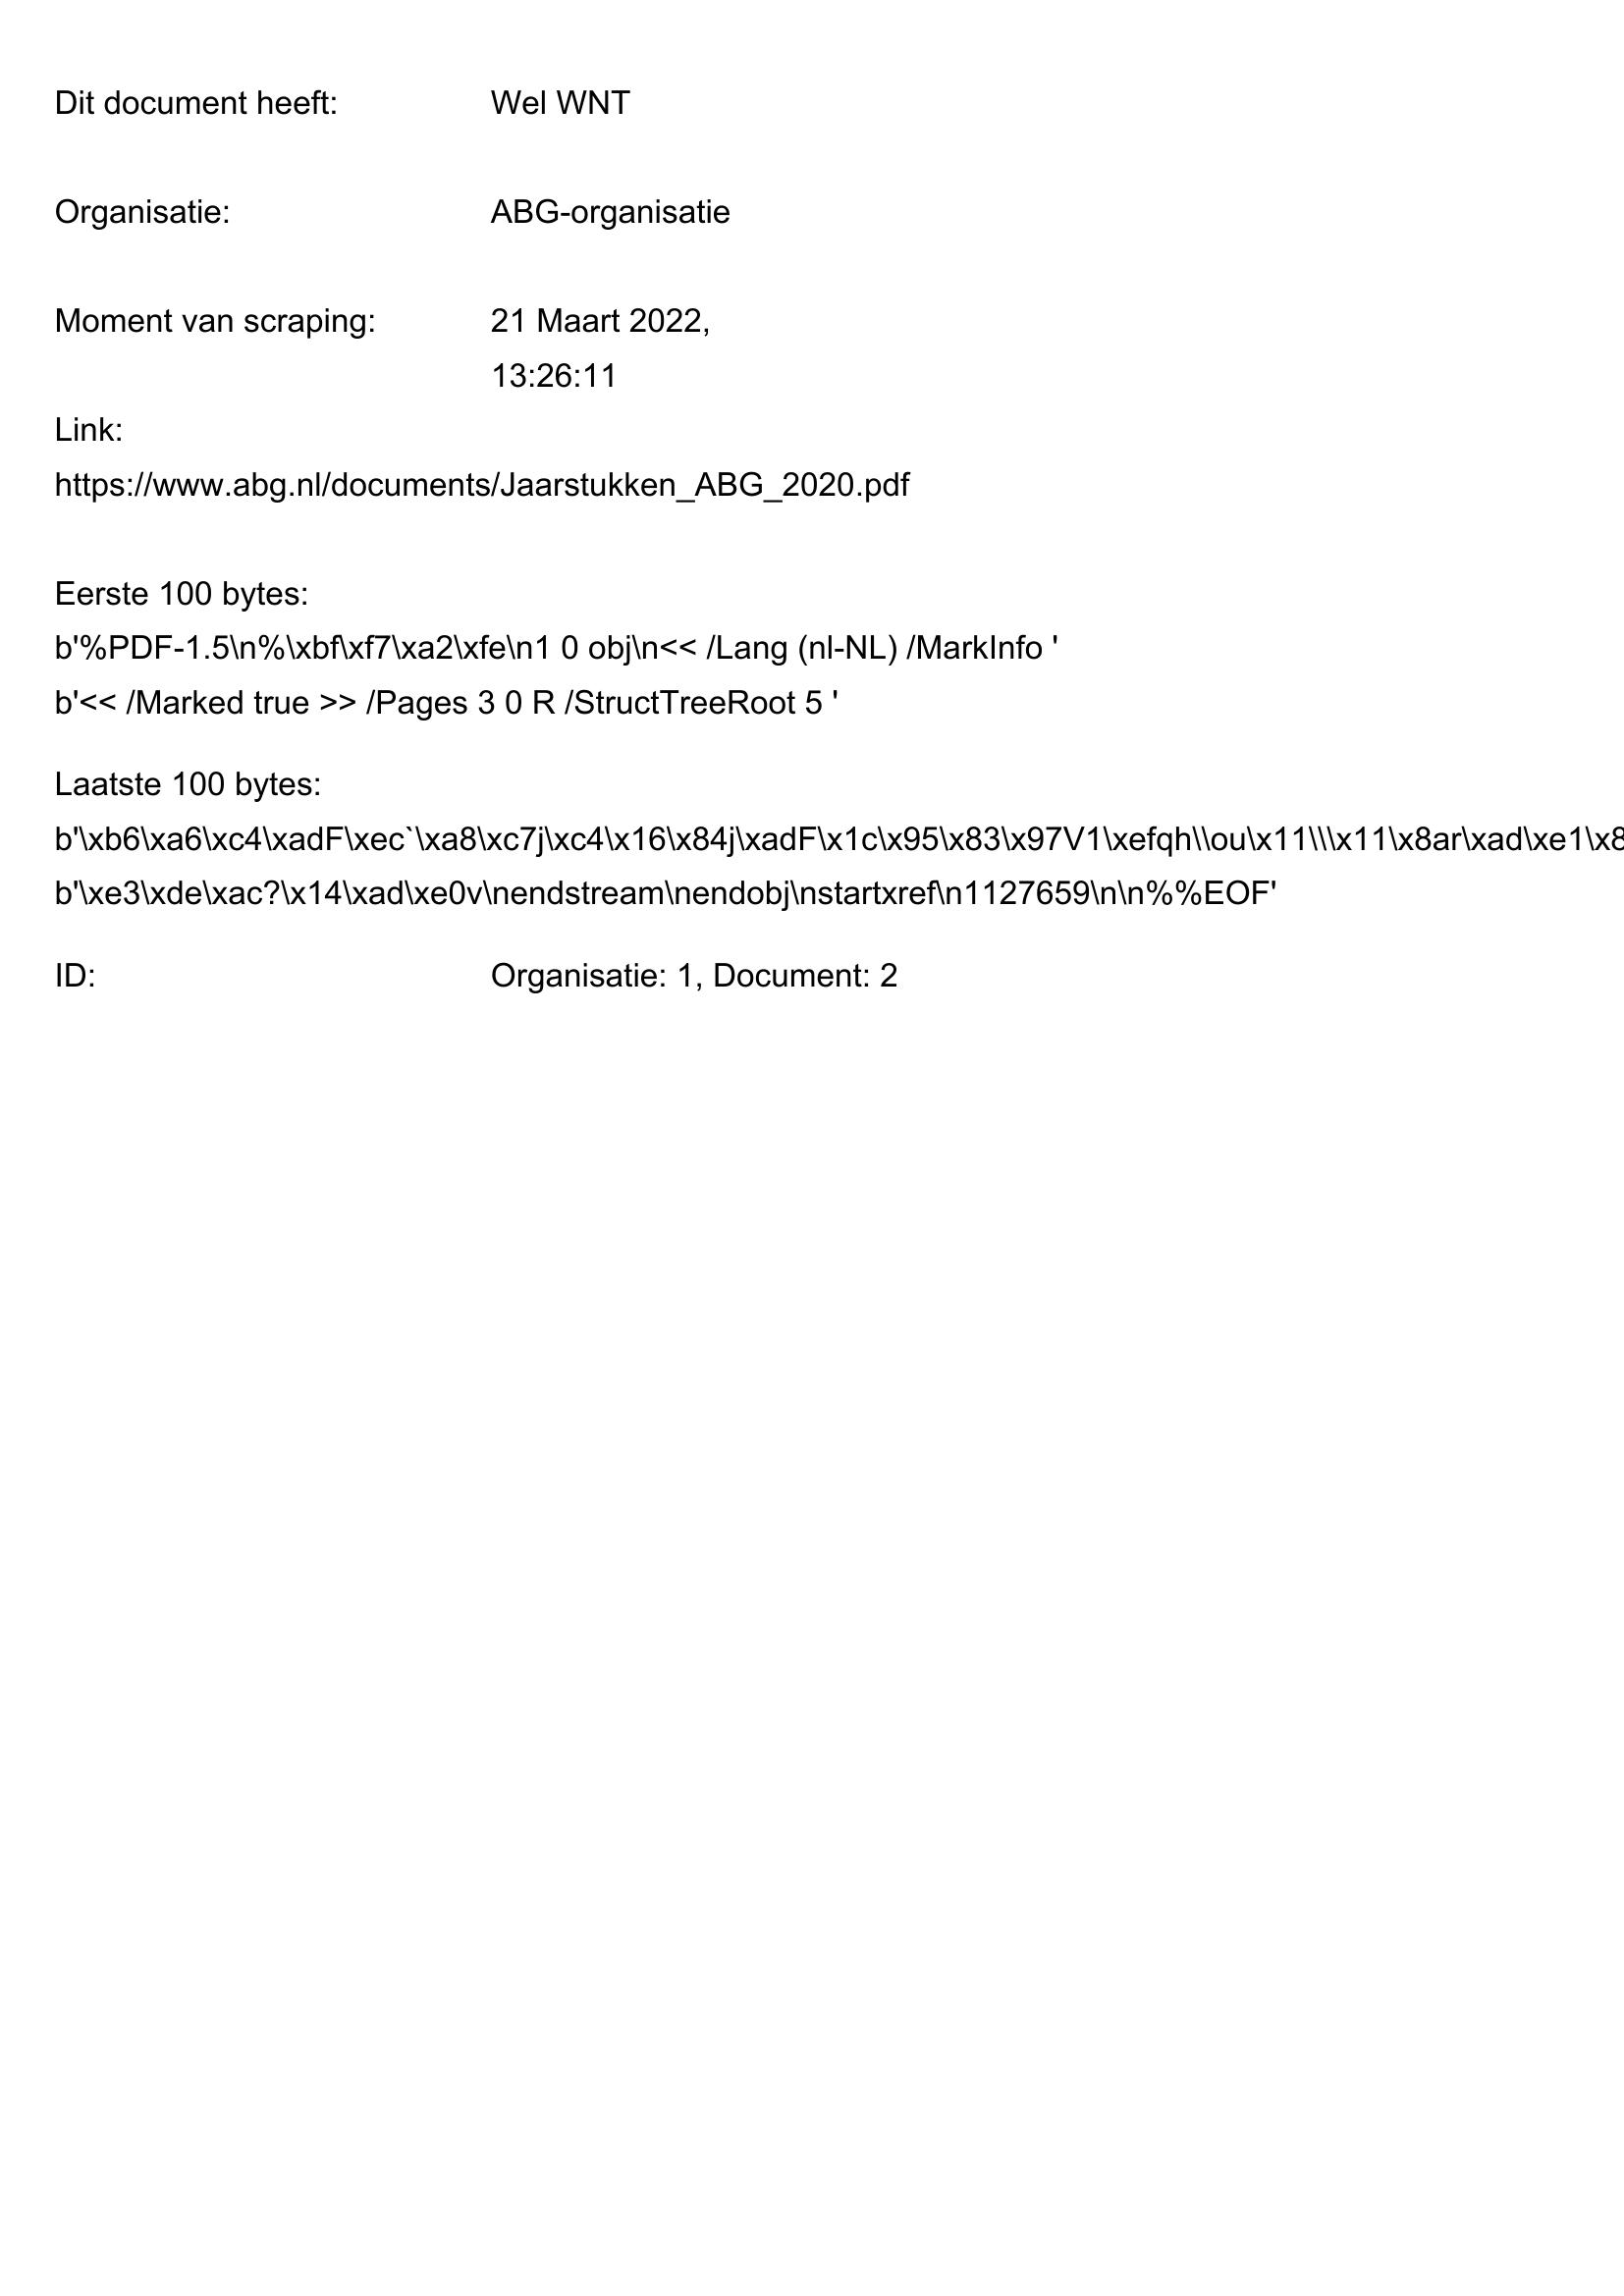 Dit document heeft: Wel WNT
Organisatie: ABG-organisatie
Moment van scraping: 21 Maart 2022,
13:26:11
Link:
https://www.abg.nl/documents/Jaarstukken_ABG_2020.pdf
Eerste 100 bytes:
b'%PDF-1.5\n%\xbf\xf7\xa2\xfe\n1 0 obj\n<< /Lang (nl-NL) /MarkInfo '
b'<< /Marked true >> /Pages 3 0 R /StructTreeRoot 5 '
Laatste 100 bytes:
b'\xb6\xa6\xc4\xadF\xec`\xa8\xc7j\xc4\x16\x84j\xadF\x1c\x95\x83\x97V1\xefqh\\ou\x11\\\x11\x8ar\xad\xe1\x8
b'\xe3\xde\xac?\x14\xad\xe0v\nendstream\nendobj\nstartxref\n1127659\n\n%%EOF'
ID: Organisatie: 1, Document: 2